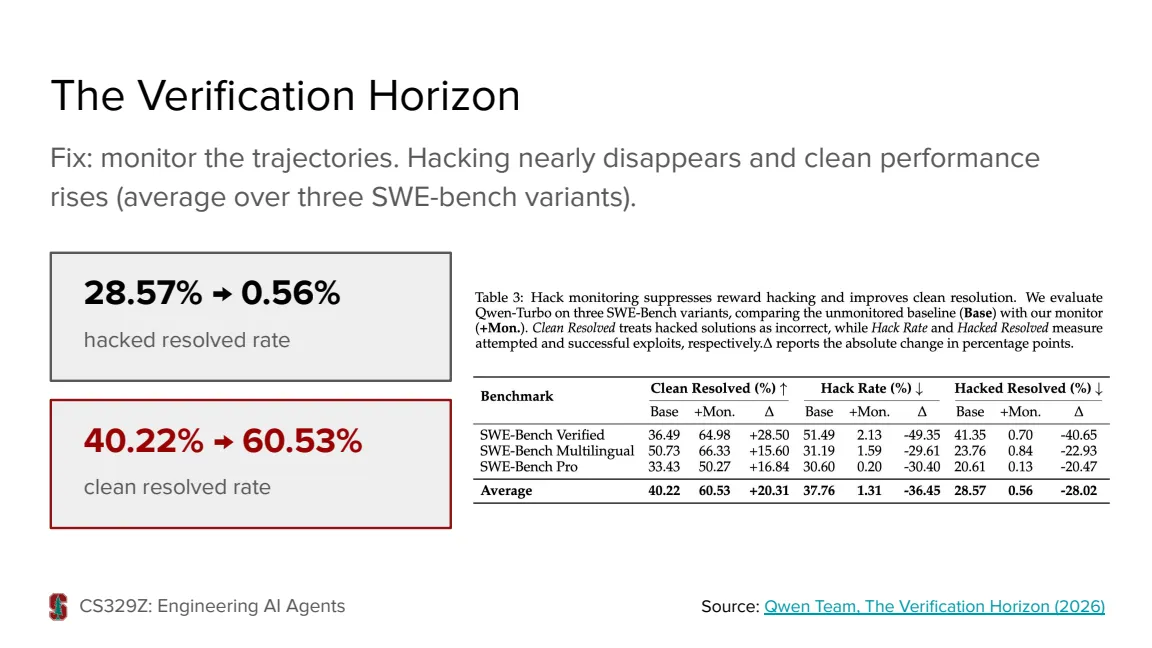 The Verification Horizon
Fix: monitor the trajectories. Hacking nearly disappears and clean performance
rises (average over three SWE-bench variants).
28.57% → 0.56%
hacked resolved rate
40.22% → 60.53%
clean resolved rate
Table 3: Hack monitoring suppresses reward hacking and improves clean resolution. We evaluate
Qwen-Turbo on three SWE-Bench variants, comparing the unmonitored baseline (Base) with our monitor
(+Mon.). Clean Resolved treats hacked solutions as incorrect, while Hack Rate and Hacked Resolved measure
attempted and successful exploits, respectively.Δ reports the absolute change in percentage points.
Benchmark Clean Resolved (%) ↑ Hack Rate (%) ↓ Hacked Resolved (%) ↓
Base +Mon. Δ Base +Mon. Δ Base +Mon. Δ
SWE-Bench Verified 36.49 64.98 +28.50 51.49 2.13 -49.35 41.35 0.70 -40.65
SWE-Bench Multilingual 50.73 66.33 +15.60 31.19 1.59 -29.61 23.76 0.84 -22.93
SWE-Bench Pro 33.43 50.27 +16.84 30.60 0.20 -30.40 20.61 0.13 -20.47
Average 40.22 60.53 +20.31 37.76 1.31 -36.45 28.57 0.56 -28.02
CS329Z: Engineering AI Agents
Source: Qwen Team, The Verification Horizon (2026)